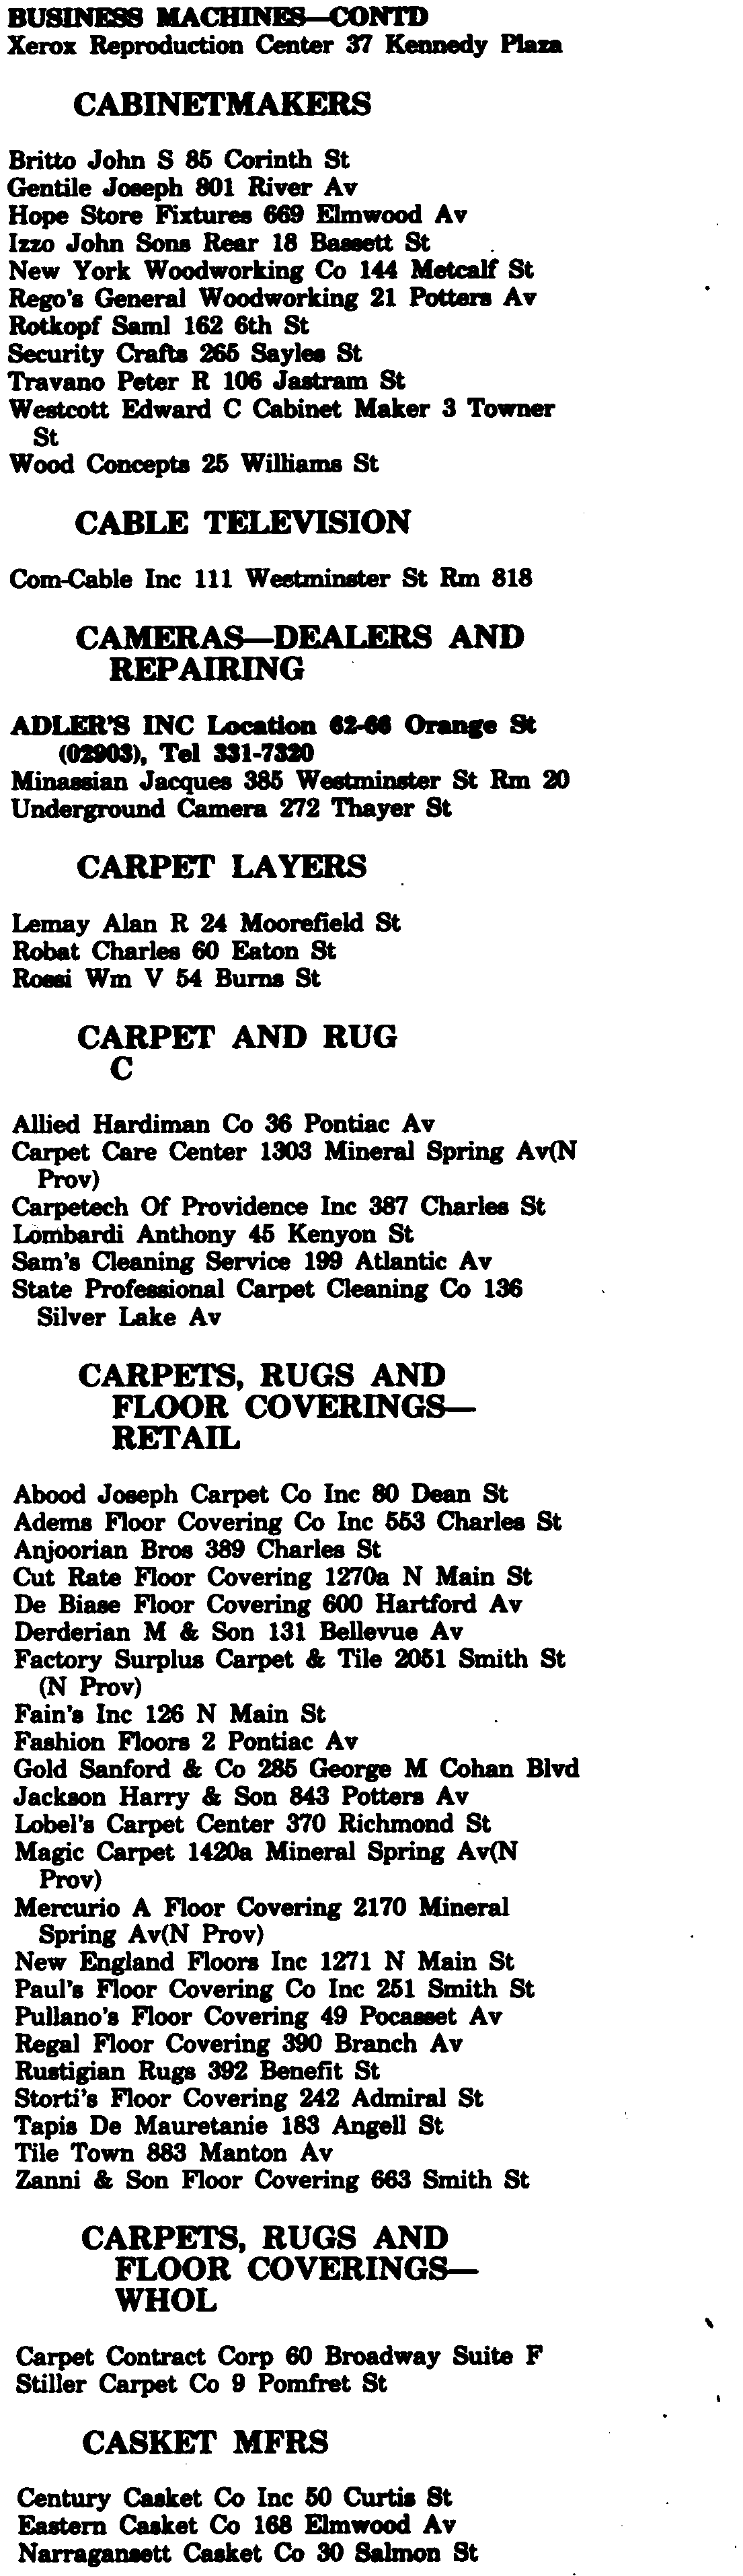 BUSINESS MACHINES—CONTD
Xerox Reproduction Center 37 Kennedy Plaza
CABINETMAKERS
Britto John S 85 Corinth St
Gentile Joseph 801 River Av
Hope Store Fixtures 669 Elmwood Av
Izzo John Sons Rear 18 Bassett St
New York Woodworking Co 144 Metcalf St
Rego's General Woodworking 21 Potters Av
Rotkopf Saml 162 6th St
Security Crafts 265 Sayles St
Travano Peter R 106 Jastram St
Westcott Edward C Cabinet Maker 3 Towner
St
Wood Concepts 25 Williams St
CABLE TELEVISION
Com-Cable Inc 111 Westminster St Rm 818
CAMERAS—DEALERS AND
REPAIRING
ADLER'S INC Location 62-66 Orange St
(02903), Tel 331-7320
Minassian Jacques 385 Westminster St Rm 20
Underground Camera 272 Thayer St
CARPET LAYERS
Lemay Alan R 24 Moorefield St
Robat Charles 60 Eaton St
Rossi Wm V 54 Burns St
CARPET AND RUG
C
Allied Hardiman Co 36 Pontiac Av
Carpet Care Center 1303 Mineral Spring Av(N
Prov)
Carpetech Of Providence Inc 387 Charles St
Lombardi Anthony 45 Kenyon St
Sam's Cleaning Service 199 Atlantic Av
State Professional Carpet Cleaning Co 136
Silver Lake Av
CARPETS, RUGS AND
FLOOR COVERINGS—
RETAIL
Abood Joseph Carpet Co Inc 80 Dean St
Adems Floor Covering Co Inc 553 Charles St
Anjoorian Bros 389 Charles St
Cut Rate Floor Covering 1270a N Main St
De Biase Floor Covering 600 Hartford Av
Derderian M & Son 131 Bellevue Av
Factory Surplus Carpet & Tile 2051 Smith St
(N Prov)
Fain's Inc 126 N Main St
Fashion Floors 2 Pontiac Av
Gold Sanford & Co 285 George M Cohan Blvd
Jackson Harry & Son 843 Potters Av
Lobel's Carpet Center 370 Richmond St
Magic Carpet 1420a Mineral Spring Av(N
Prov)
Mercurio A Floor Covering 2170 Mineral
Spring Av(N Prov)
New England Floors Inc 1271 N Main St
Paul's Floor Covering Co Inc 251 Smith St
Pullano's Floor Covering 49 Pocasset Av
Regal Floor Covering 390 Branch Av
Rustigian Rugs 392 Benefit St
Storti's Floor Covering 242 Admiral St
Tapis De Mauretanie 183 Angell St
Tile Town 883 Manton Av
Zanni & Son Floor Covering 663 Smith St
CARPETS, RUGS AND
FLOOR COVERINGS—
WHOL
Carpet Contract Corp 60 Broadway Suite F
Stiller Carpet Co 9 Pomfret St
CASKET MFRS
Century Casket Co Inc 50 Curtis St
Eastern Casket Co 168 Elmwood Av
Narragansett Casket Co 30 Salmon St